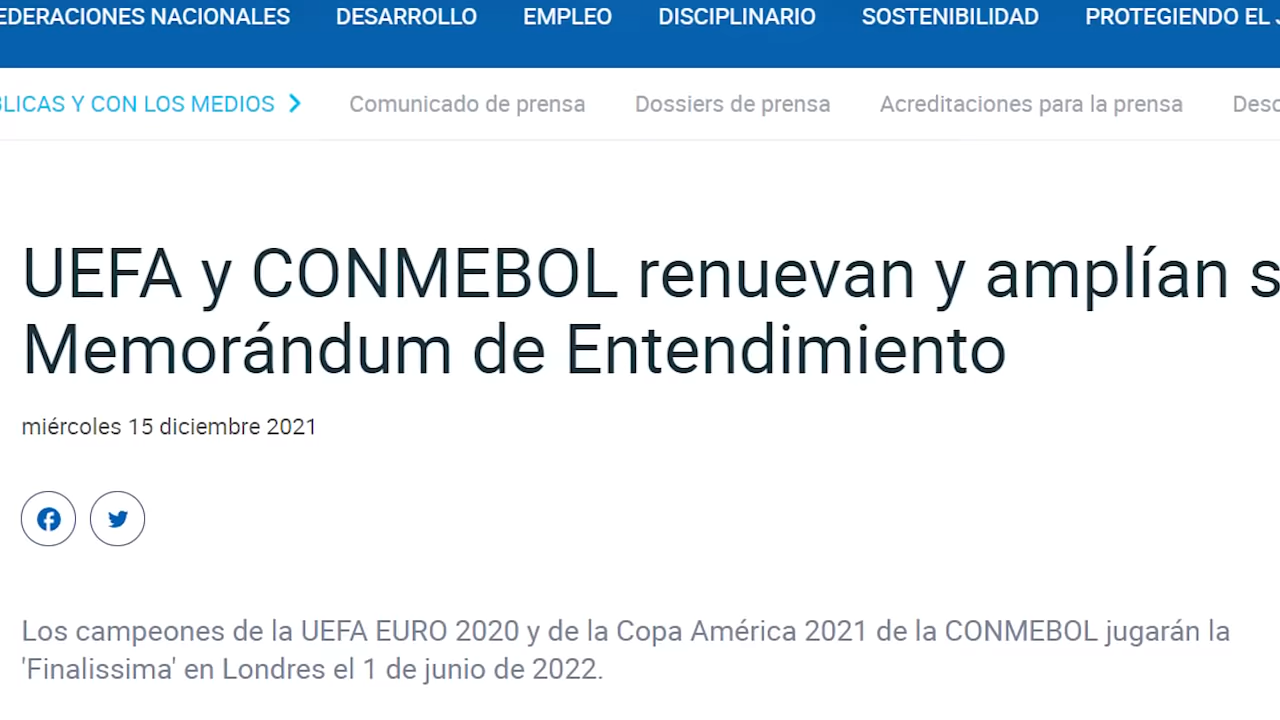 FEDERACIONES NACIONALES DESARROLLO EMPLEO DISCIPLINARIO SOSTENIBILIDAD PROTEGIENDO EL
Y CON LOS MEDIOS Comunicado de prensa Dossiers de prensa Acreditaciones para la prensa
UEFA y CONMEBOL renuevan y amplían
Memorándum de Entendimiento
miércoles 15 diciembre 2021
Los campeones de la UEFA EURO 2020 y de la Copa América 2021 de la CONMEBOL jugarán la
'Finalissima' en Londres el 1 de junio de 2022.